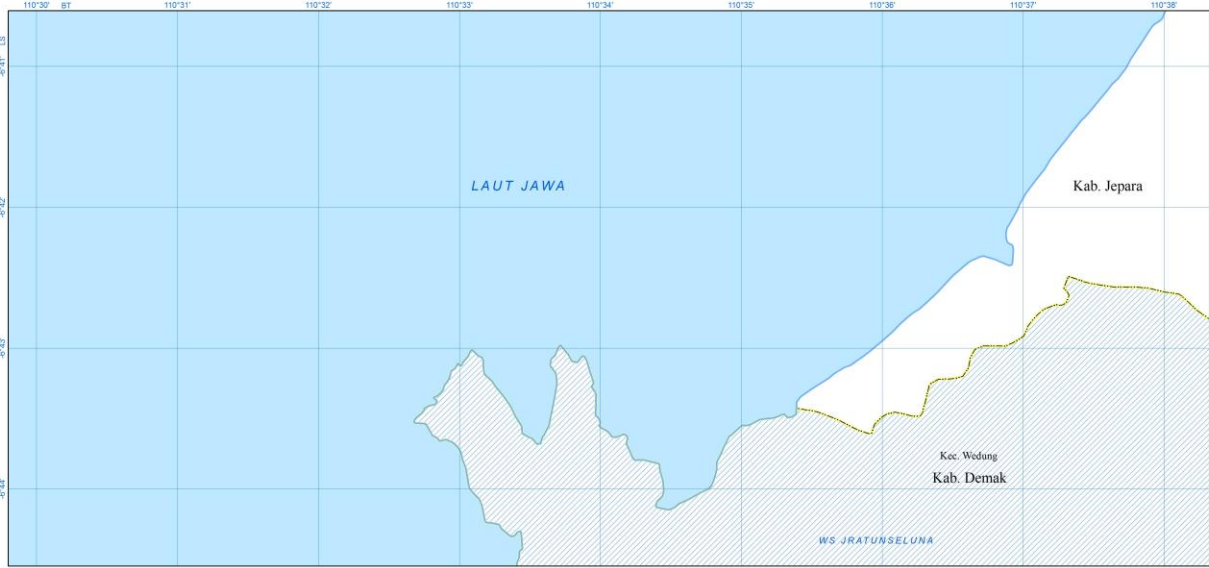 110°30' BT 110°31' 110°32' 110°33' 110°34' 110°35' 110°36' 110°37' 110°38'
LS
-6°41'
LAUT JAWA
Kab. Jepara
-6°42'
-6°43'
Kec. Wedung
Kab. Demak
-6°44'
WS JRATUNSELUNA